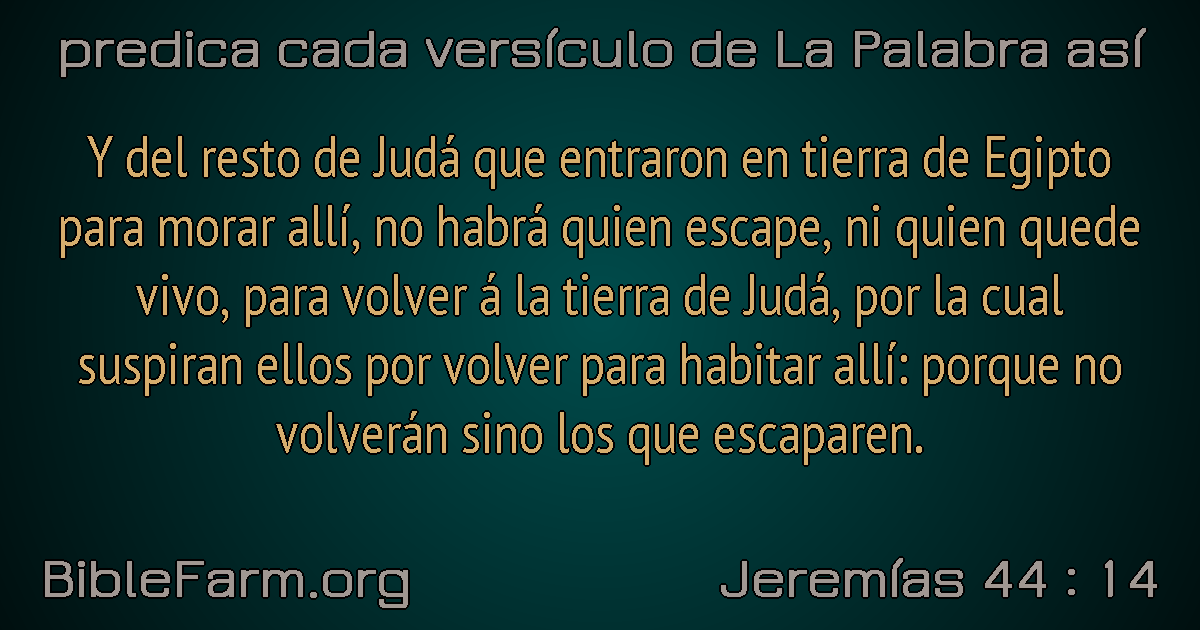 predica cada versículo de La Palabra así
Y del resto de Judá que entraron en tierra de Egipto
para morar allí, no habrá quien escape, ni quien quede
vivo, para volver á la tierra de Judá, por la cual
suspiran ellos por volver para habitar allí: porque no
volverán sino los que escaparen.
BibleFarm.org
Jeremías 44 : 14